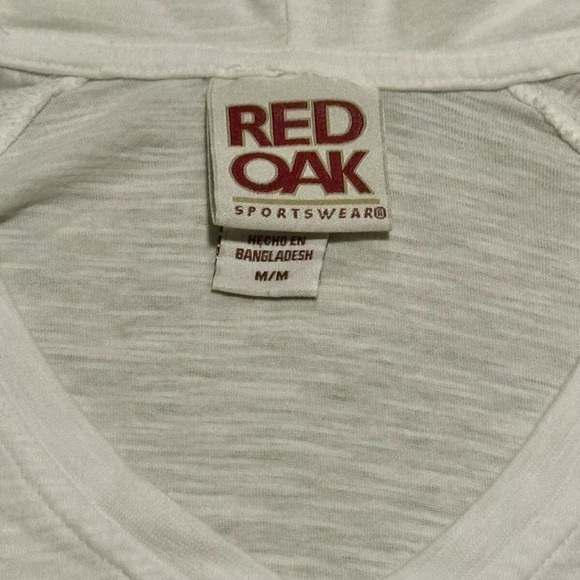 RED
OAK
SPORTSWEAR®
HECHO EN
BANGLADESH
M/M